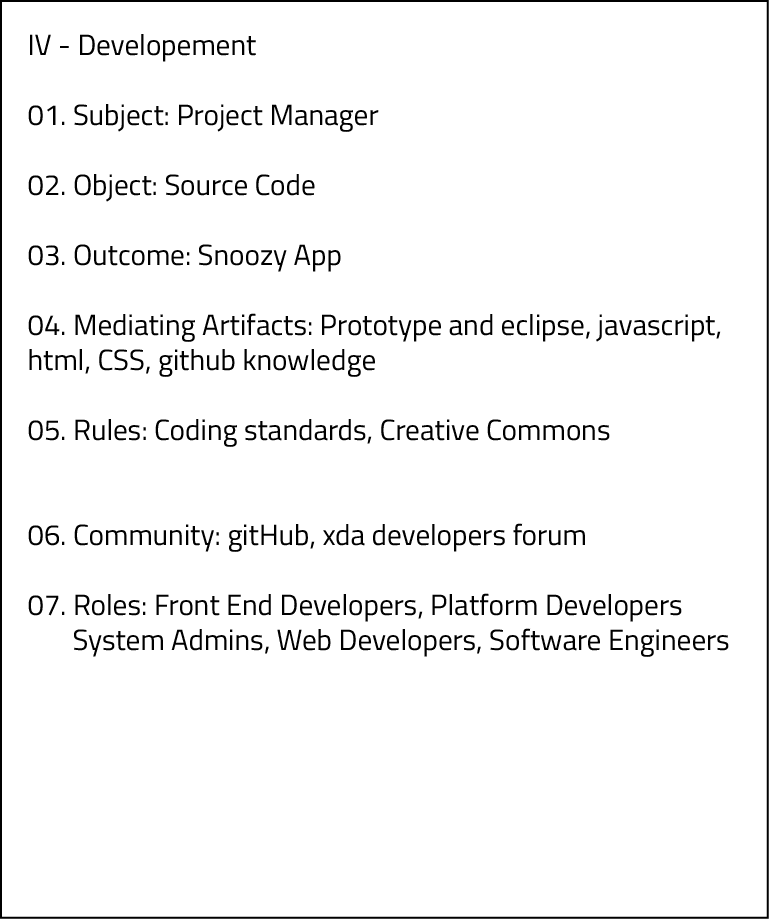 IV - Developement
01. Subject: Project Manager
02. Object: Source Code
03. Outcome: Snoozy App
04. Mediating Artifacts: Prototype and eclipse, javascript,
html, CSS, github knowledge
05. Rules: Coding standards, Creative Commons
06. Community: gitHub, xda developers forum
07. Roles: Front End Developers, Platform Developers
System Admins, Web Developers, Software Engineers